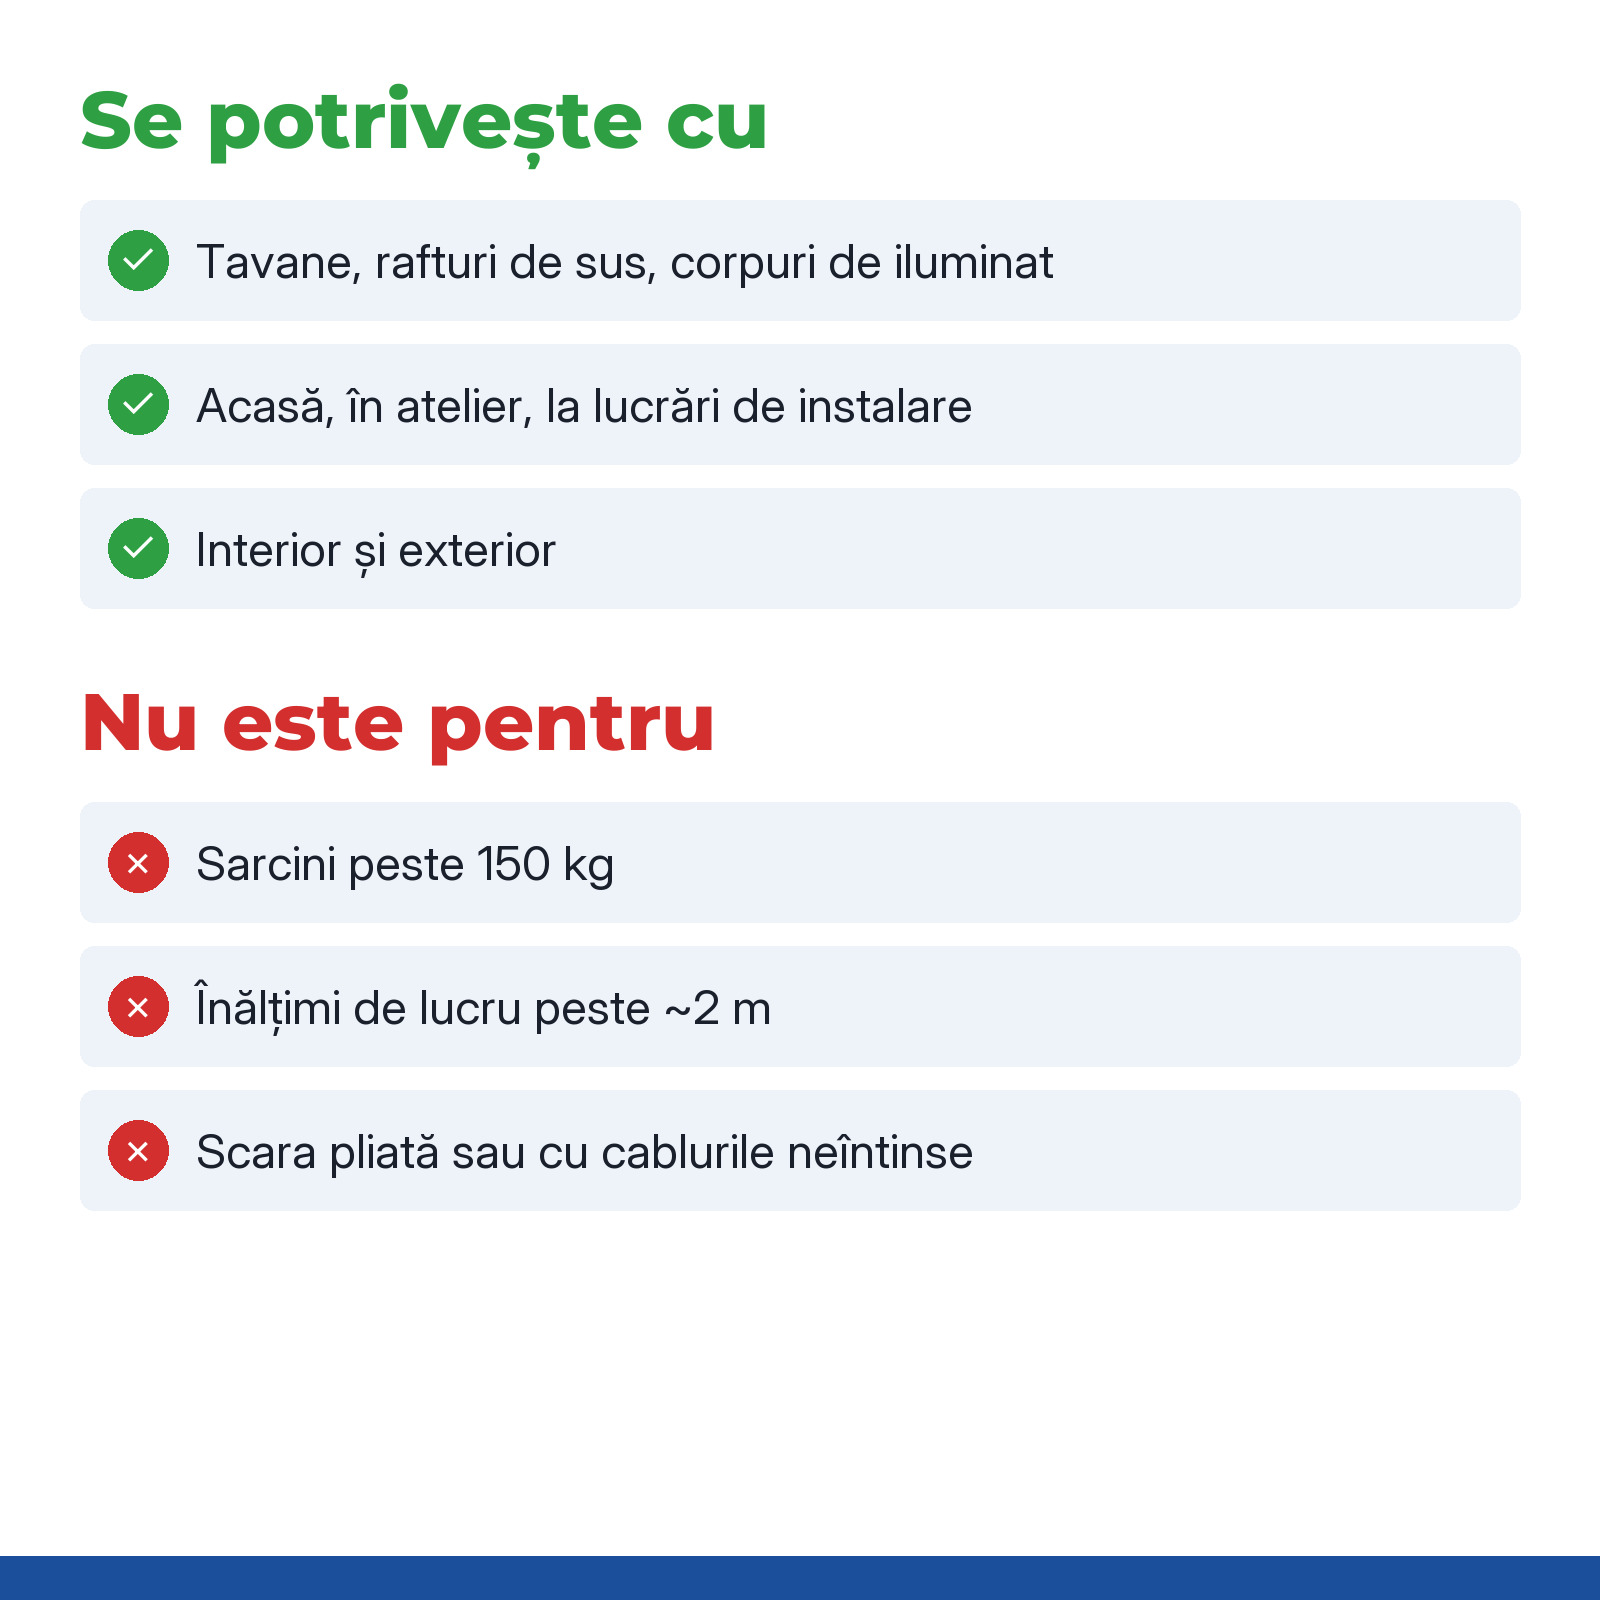 Se potrivește cu
Tavane, rafturi de sus, corpuri de iluminat
Acasă, în atelier, la lucrări de instalare
Interior și exterior
Nu este pentru
Sarcini peste 150 kg
Înălțimi de lucru peste ~2 m
Scara pliată sau cu cablurile neîntinse